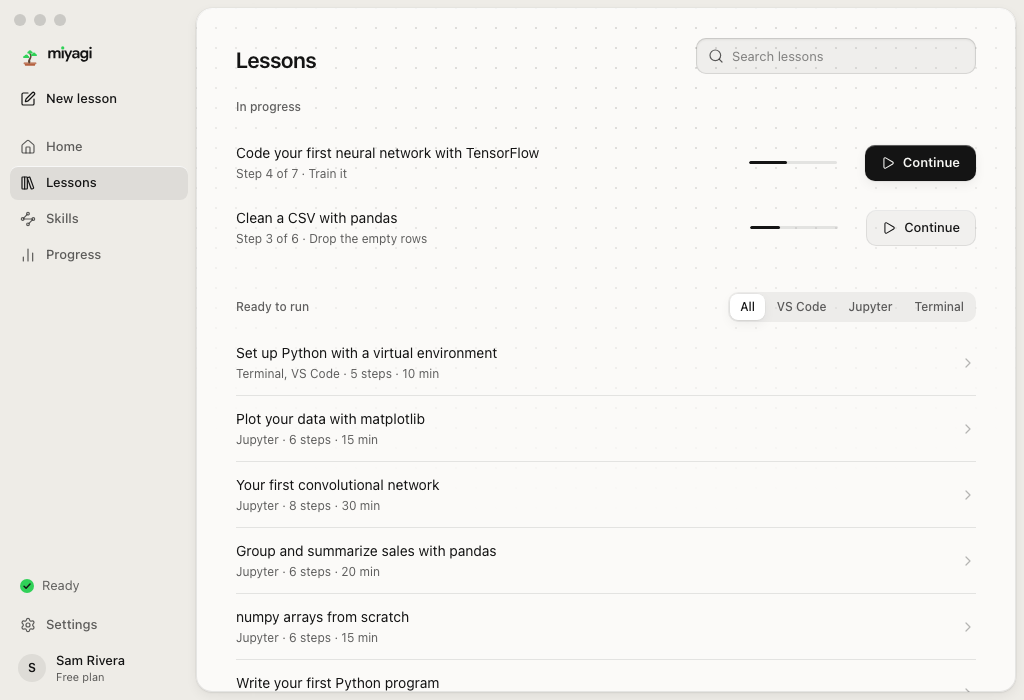 miyagi
New lesson
Home
Lessons
Skills
Progress
Ready
Settings
S
Sam Rivera
Free plan
Lessons
Search lessons
In progress
Code your first neural network with TensorFlow
Step 4 of 7 · Train it
Continue
Clean a CSV with pandas
Step 3 of 6 · Drop the empty rows
Continue
Ready to run
All
VS Code
Jupyter
Terminal
Set up Python with a virtual environment
Terminal, VS Code · 5 steps · 10 min
Plot your data with matplotlib
Jupyter · 6 steps · 15 min
Your first convolutional network
Jupyter · 8 steps · 30 min
Group and summarize sales with pandas
Jupyter · 6 steps · 20 min
numpy arrays from scratch
Jupyter · 6 steps · 15 min
Write your first Python program